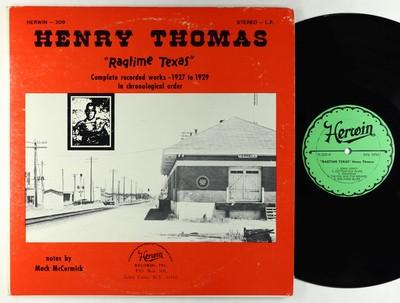 HERWIN - 209
STEREO - L.P.
HENRY THOMAS
"Ragtime Texas"
Complete recorded works - 1927 to 1929
in chronological order
notes by
Mack McCormick
Herwin
RECORDS, INC.
Herwin
"RAGTIME TEXAS" Henry Thomas